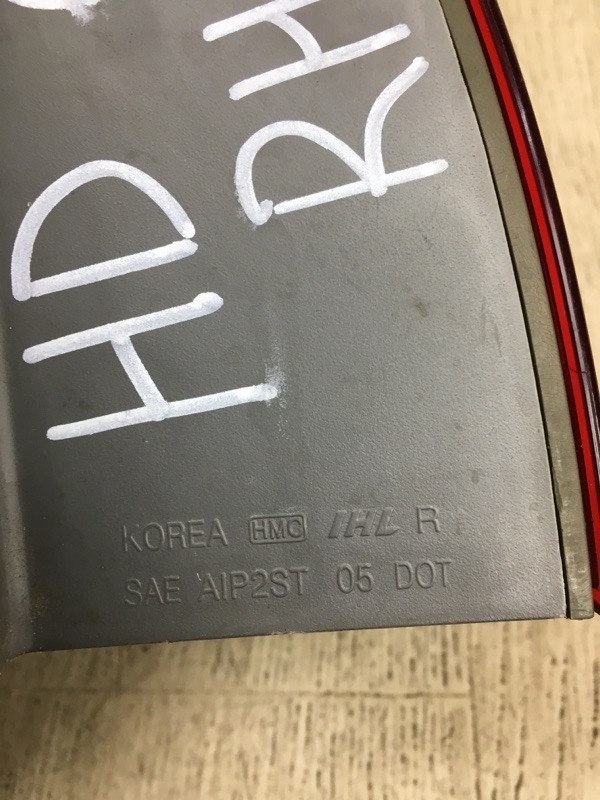 RH
HD
KOREA HMC IHL R
SAE AIP2ST 05 DOT